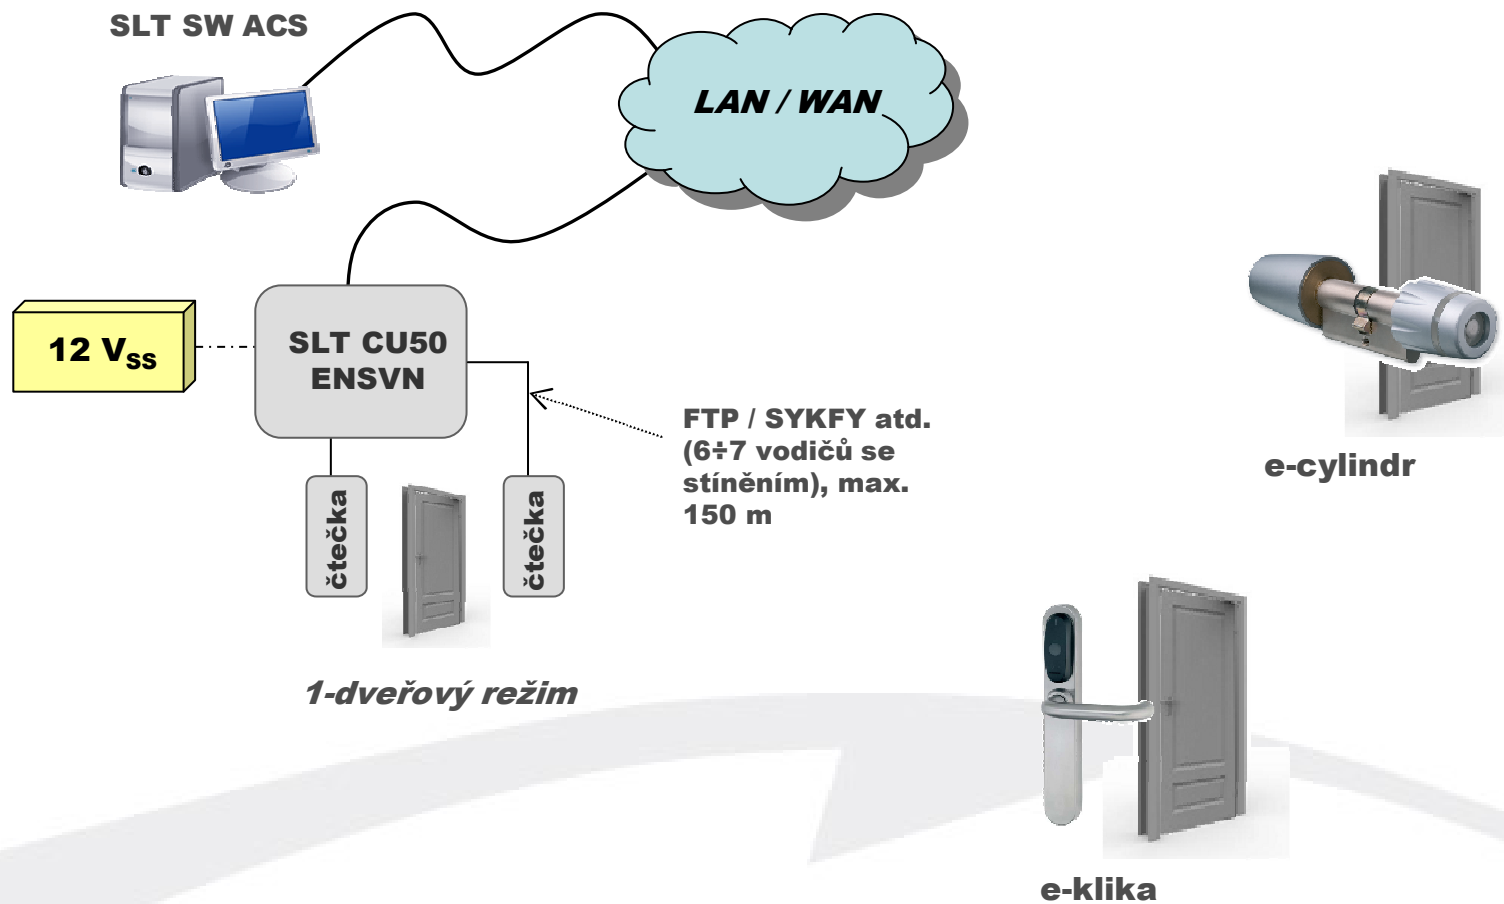 SLT SW ACS
LAN / WAN
12 V_SS
SLT CU50
ENSVN
FTP / SYKFY atd.
(6÷7 vodičů se
stíněním), max.
150 m
čtečka
čtečka
1-dveřový režim
e-cylindr
e-klika